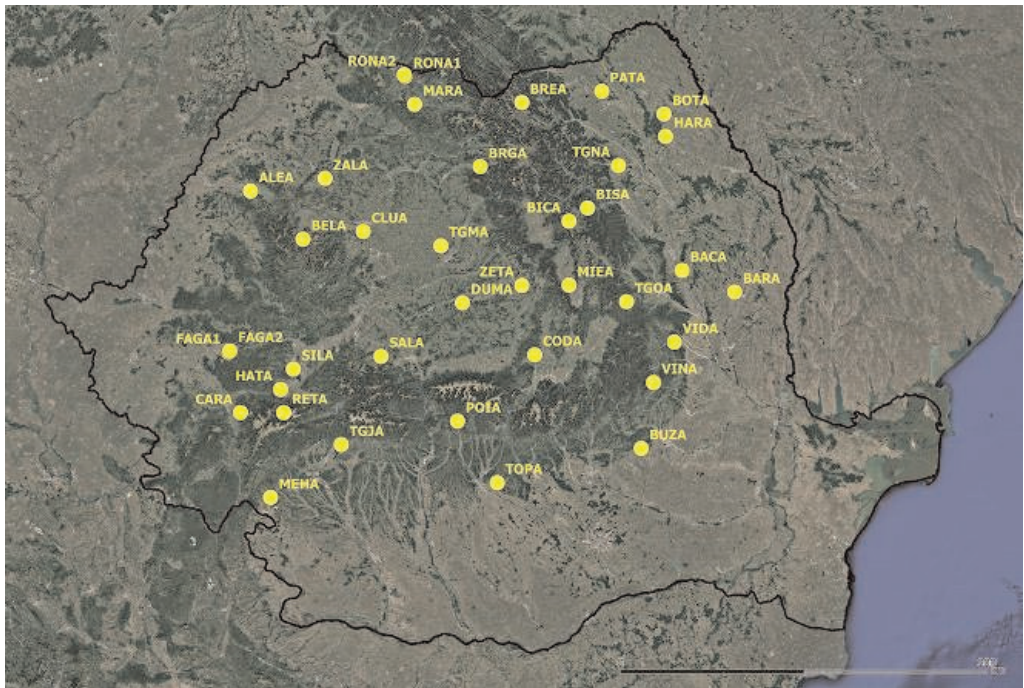 RONA2 RONA1
MARA
BREA
PATA
BOTA
HARA
BRGA
TGNA
ZALA
ALEA
BISA
BICA
BELA
CLUA
TGMA
ZETA
MIEA
BACA
DUMA
TGOA
BARA
FAGA1 FAGA2
SALA
CODA
VIDA
SILA
HATA
VINA
CARA
RETA
POIA
TGJA
BUZA
TOPA
MEHA